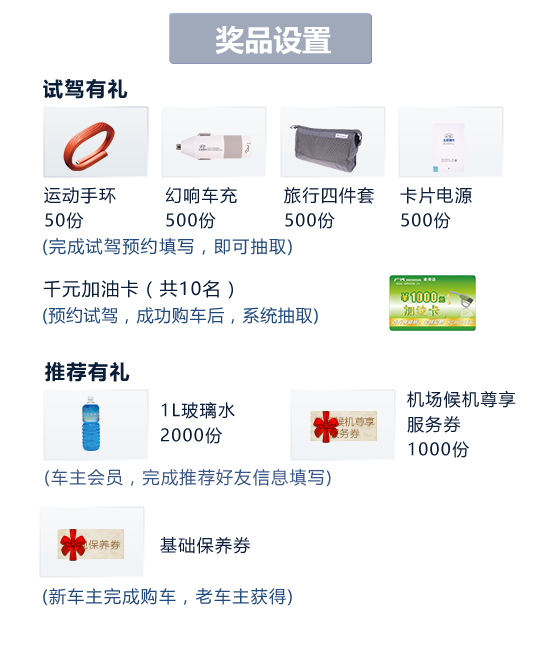 奖品设置
试驾有礼
运动手环
50份
幻响车充
500份
旅行四件套
500份
卡片电源
500份
(完成试驾预约填写，即可抽取)
千元加油卡（共10名）
(预约试驾，成功购车后，系统抽取)
¥1000
加油卡
推荐有礼
1L玻璃水
2000份
候机尊享
服务券
机场候机尊享
服务券
1000份
(车主会员，完成推荐好友信息填写)
保养券
基础保养券
(新车主完成购车，老车主获得)